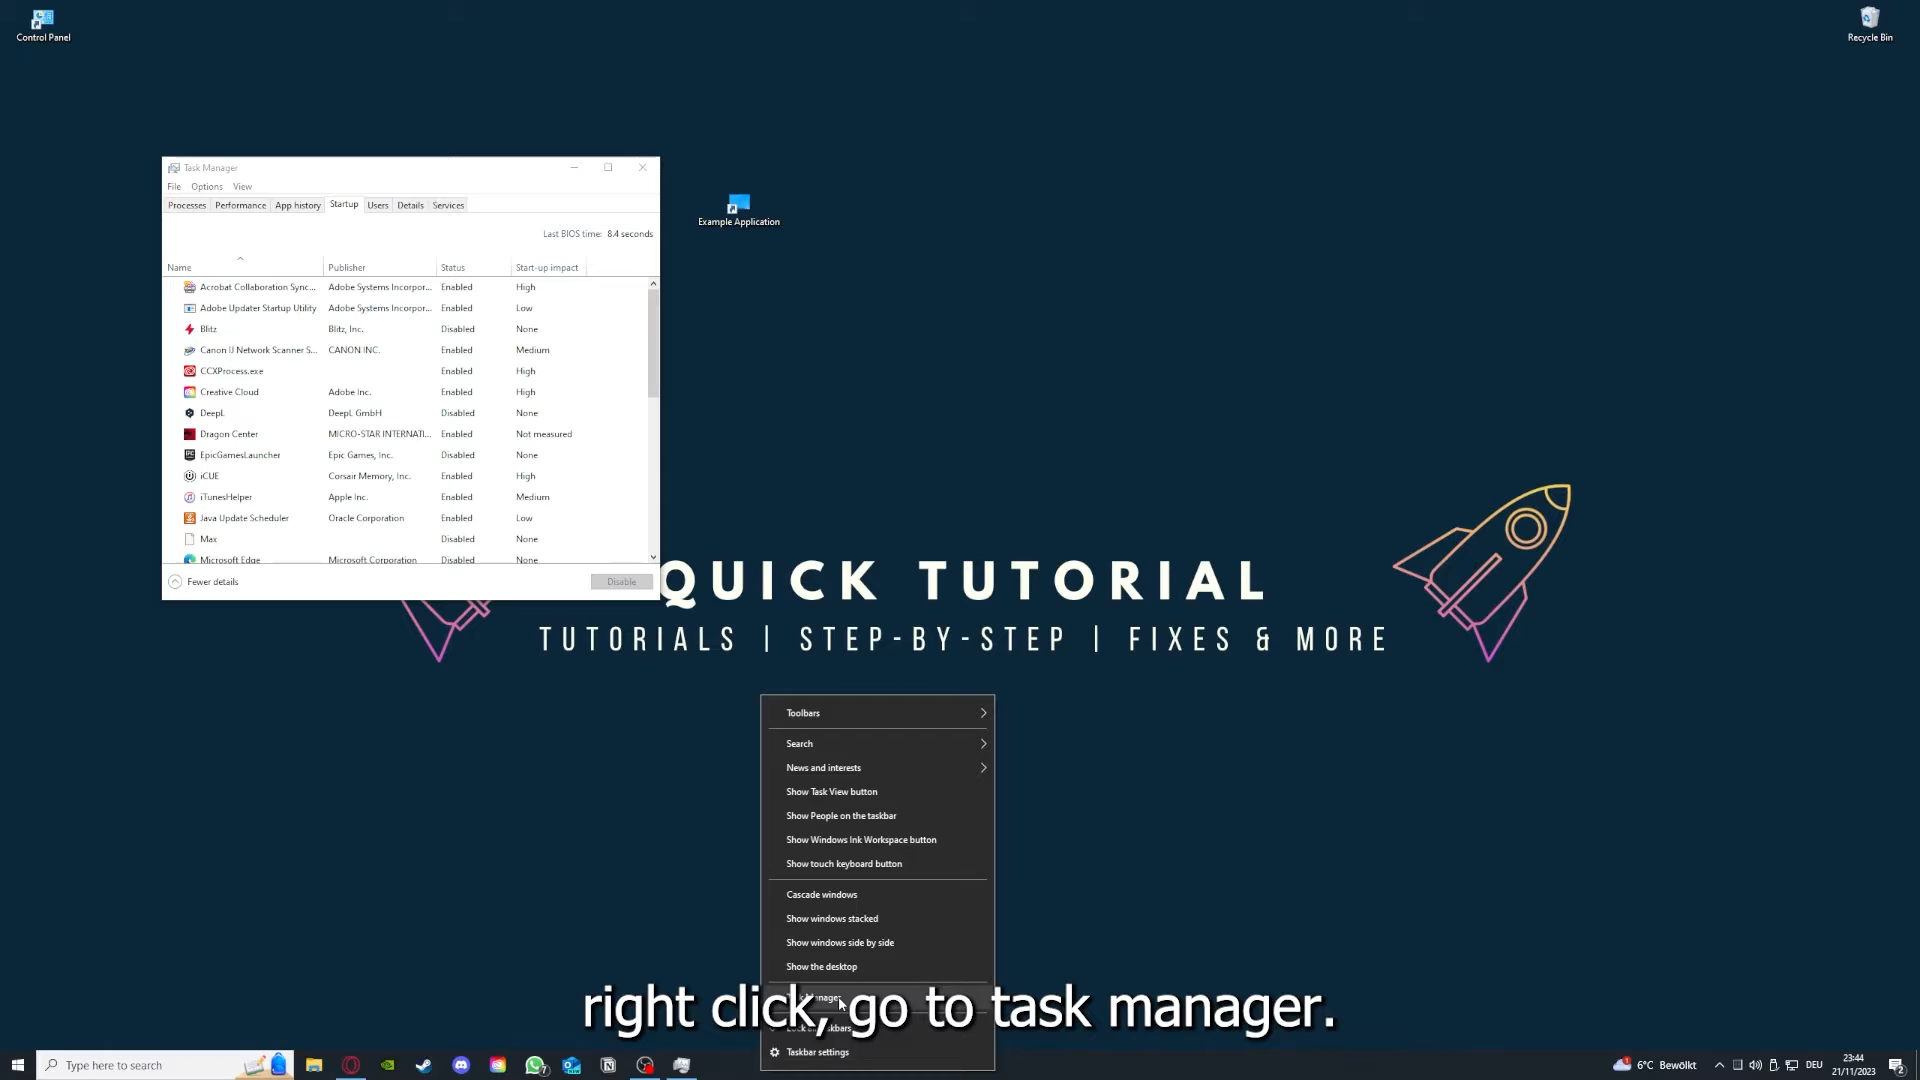 Control Panel
Recycle Bin
Task Manager
File Options View
Processes Performance App history Startup Users Details Services
Last BIOS time: 8.4 seconds
Name Publisher Status Start-up impact
Acrobat Collaboration Sync... Adobe Systems Incorpor... Enabled High
Adobe Updater Startup Utility Adobe Systems Incorpor... Enabled Low
Blitz Blitz, Inc. Disabled None
Canon IJ Network Scanner S... CANON INC. Enabled Medium
CCXProcess.exe Enabled High
Creative Cloud Adobe Inc. Enabled High
DeepL DeepL GmbH Disabled None
Dragon Center MICRO-STAR INTERNATI... Enabled Not measured
EpicGamesLauncher Epic Games, Inc. Disabled None
iCUE Corsair Memory, Inc. Enabled High
iTunesHelper Apple Inc. Enabled Medium
Java Update Scheduler Oracle Corporation Enabled Low
Max Disabled None
Microsoft Edge Microsoft Corporation Disabled None
Fewer details Disable
Example Application
QUICK TUTORIAL
TUTORIALS | STEP-BY-STEP | FIXES & MORE
Toolbars
Search
News and interests
Show Task View button
Show People on the taskbar
Show Windows Ink Workspace button
Show touch keyboard button
Cascade windows
Show windows stacked
Show windows side by side
Show the desktop
Manager
right click, go to task manager.
Taskbar settings
Type here to search
7
1
6°C Bewölkt
DEU
23:44
21/11/2023
2